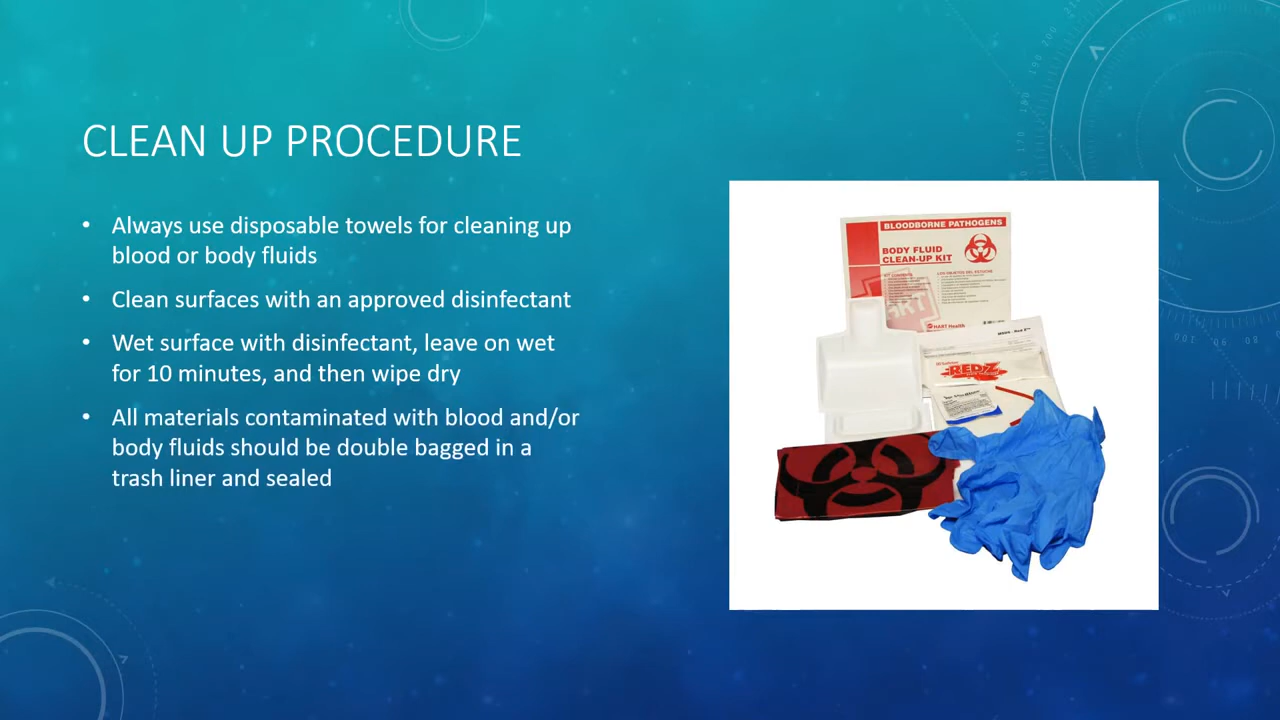 CLEAN UP PROCEDURE
• Always use disposable towels for cleaning up
blood or body fluids
• Clean surfaces with an approved disinfectant
• Wet surface with disinfectant, leave on wet
for 10 minutes, and then wipe dry
• All materials contaminated with blood and/or
body fluids should be double bagged in a
trash liner and sealed
BLOODBORNE PATHOGENS
BODY FLUID
CLEAN-UP KIT
HART Health
RED Z